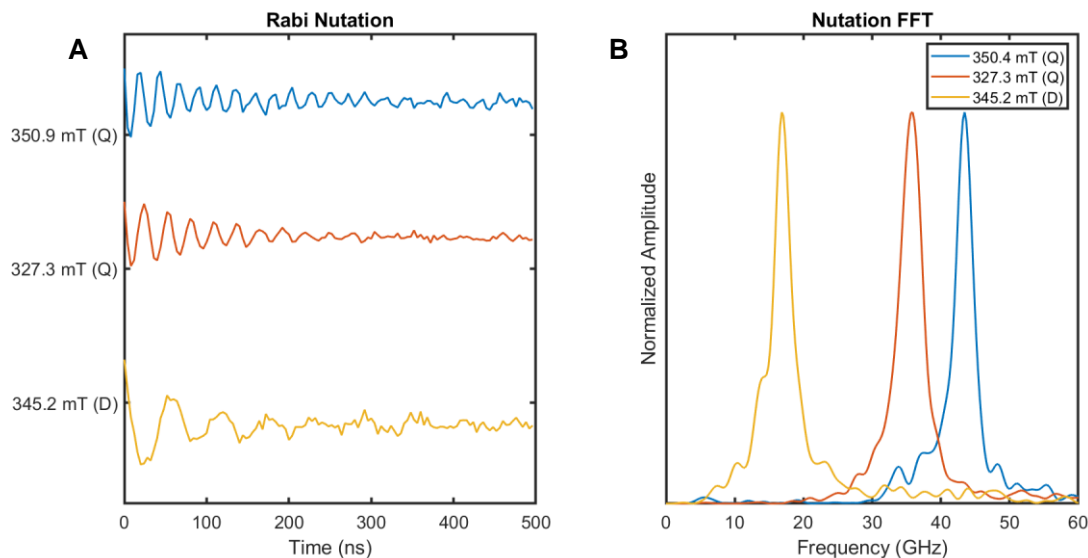 Rabi Nutation
A
350.9 mT (Q)
327.3 mT (Q)
345.2 mT (D)
0 100 200 300 400 500
Time (ns)
Nutation FFT
B
350.4 mT (Q)
327.3 mT (Q)
345.2 mT (D)
Normalized Amplitude
0 10 20 30 40 50 60
Frequency (GHz)